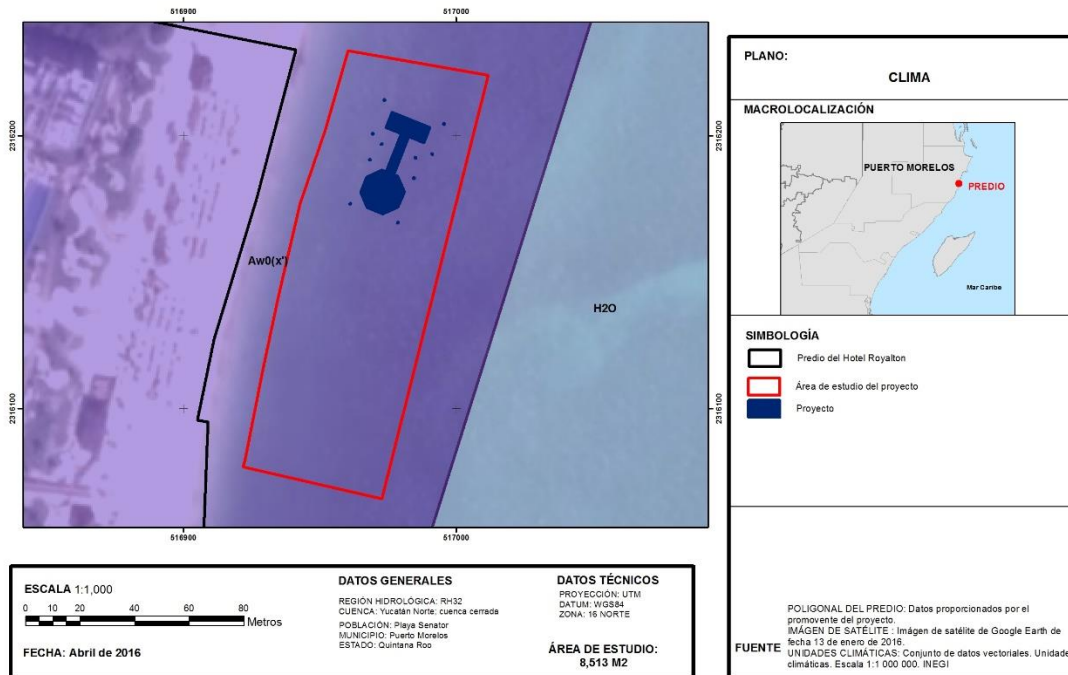 516900
517000
2316200
2316200
Aw0(x')
H2O
2316100
2316100
516900
517000
PLANO:
CLIMA
MACROLOCALIZACIÓN
PUERTO MORELOS
PREDIO
Mar Caribe
SIMBOLOGÍA
Predio del Hotel Royalton
Área de estudio del proyecto
Proyecto
ESCALA 1:1,000
0 10 20 40 60 80
Metros
FECHA: Abril de 2016
DATOS GENERALES
REGIÓN HIDROLÓGICA: RH32
CUENCA: Yucatán Norte; cuenca cerrada
POBLACIÓN: Playa Senator
MUNICIPIO: Puerto Morelos
ESTADO: Quintana Roo
DATOS TÉCNICOS
PROYECCIÓN: UTM
DATUM: WGS84
ZONA: 16 NORTE
ÁREA DE ESTUDIO:
8,513 M2
FUENTE
POLIGONAL DEL PREDIO: Datos proporcionados por el
promovente del proyecto.
IMÁGEN DE SATÉLITE : Imágen de satélite de Google Earth de
fecha 13 de enero de 2016.
UNIDADES CLIMÁTICAS: Conjunto de datos vectoriales. Unidade
climáticas. Escala 1:1 000 000. INEGI